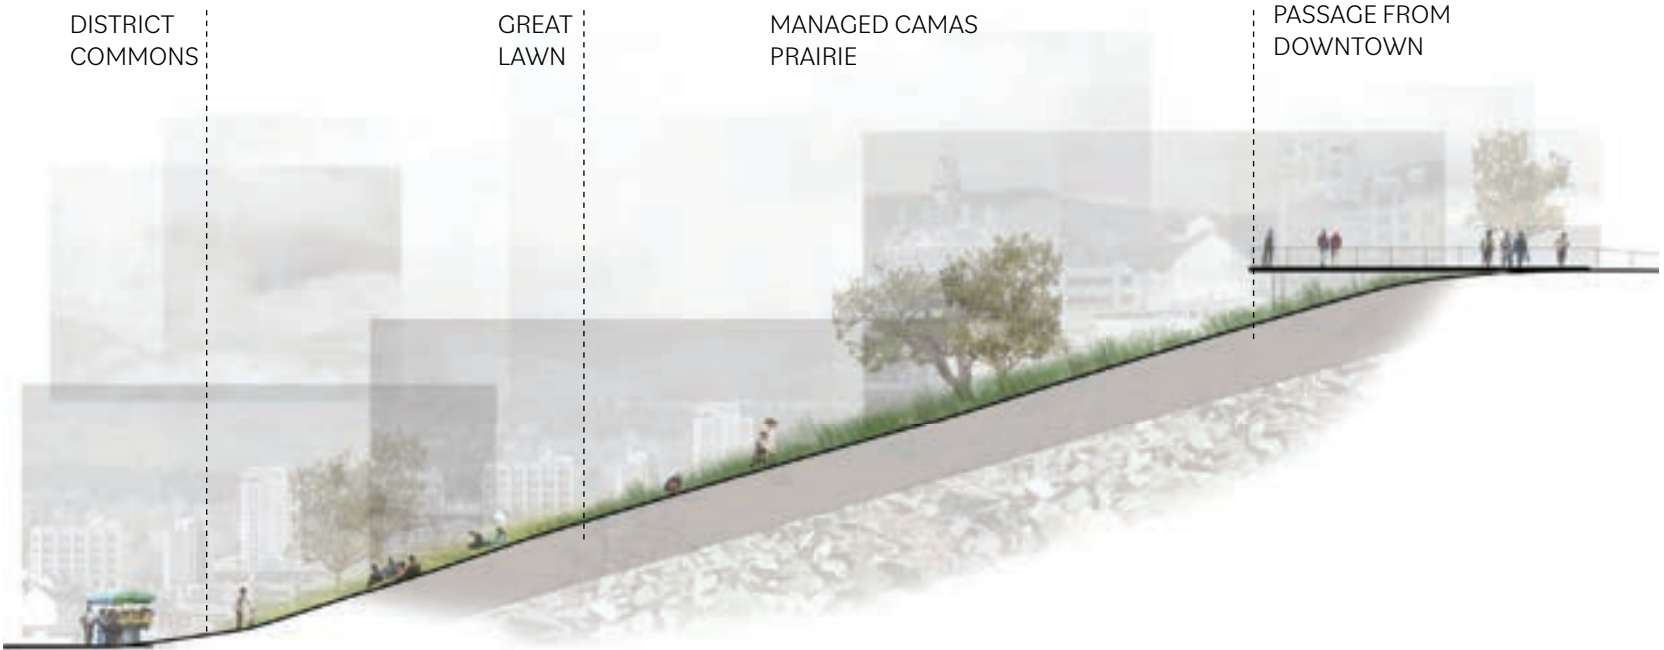 DISTRICT
COMMONS
GREAT
LAWN
MANAGED CAMAS
PRAIRIE
PASSAGE FROM
DOWNTOWN